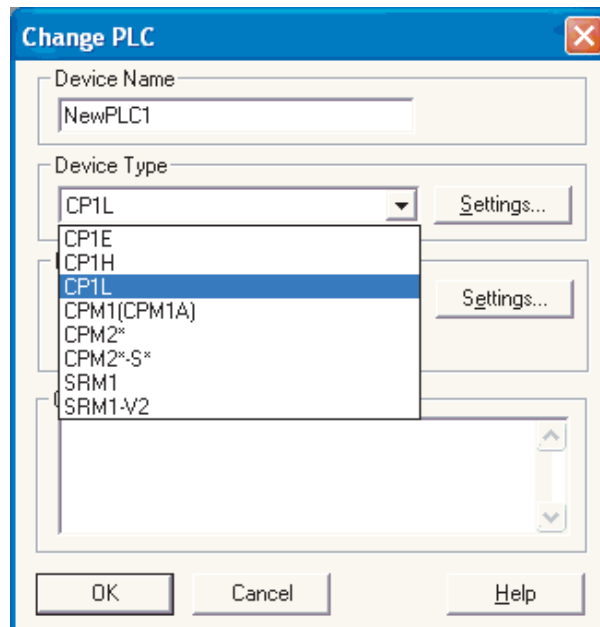 Change PLC
Device Name
NewPLC1
Device Type
CP1L
Settings...
CP1E
CP1H
CP1L
CPM1(CPM1A)
CPM2*
CPM2*-S*
SRM1
SRM1-V2
Settings...
OK
Cancel
Help